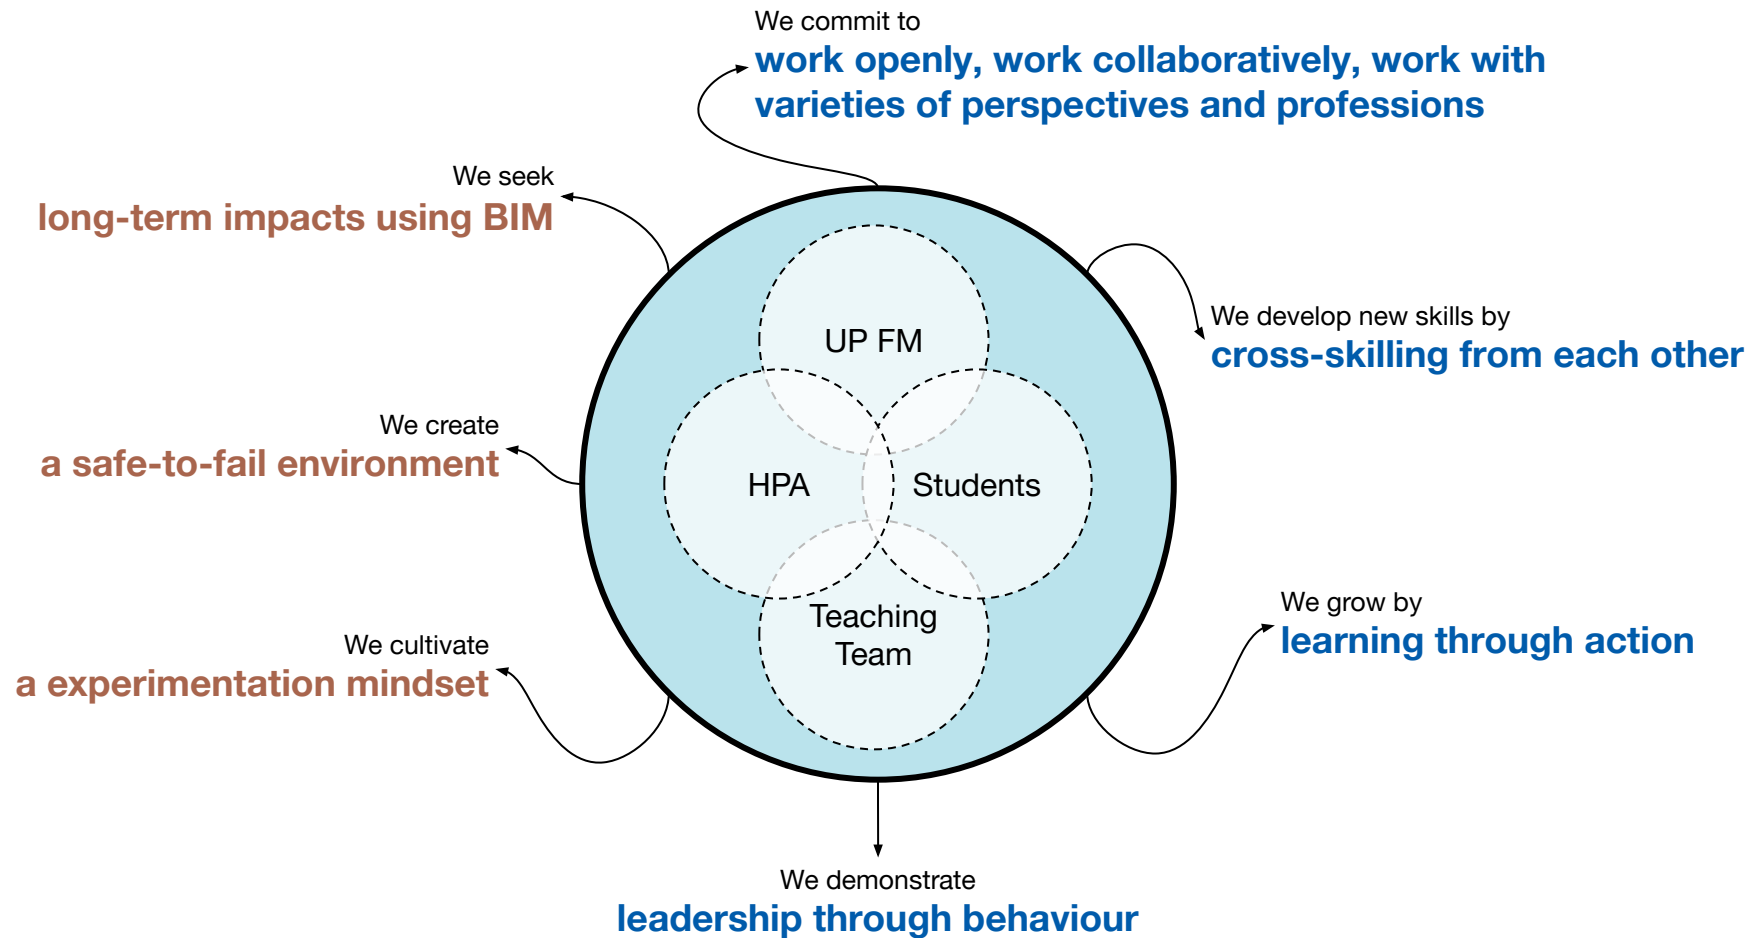 We commit to
work openly, work collaboratively, work with
varieties of perspectives and professions
We seek
long-term impacts using BIM
We develop new skills by
cross-skilling from each other
UP FM
We create
a safe-to-fail environment
HPA
Students
We cultivate
a experimentation mindset
Teaching
Team
We grow by
learning through action
We demonstrate
leadership through behaviour